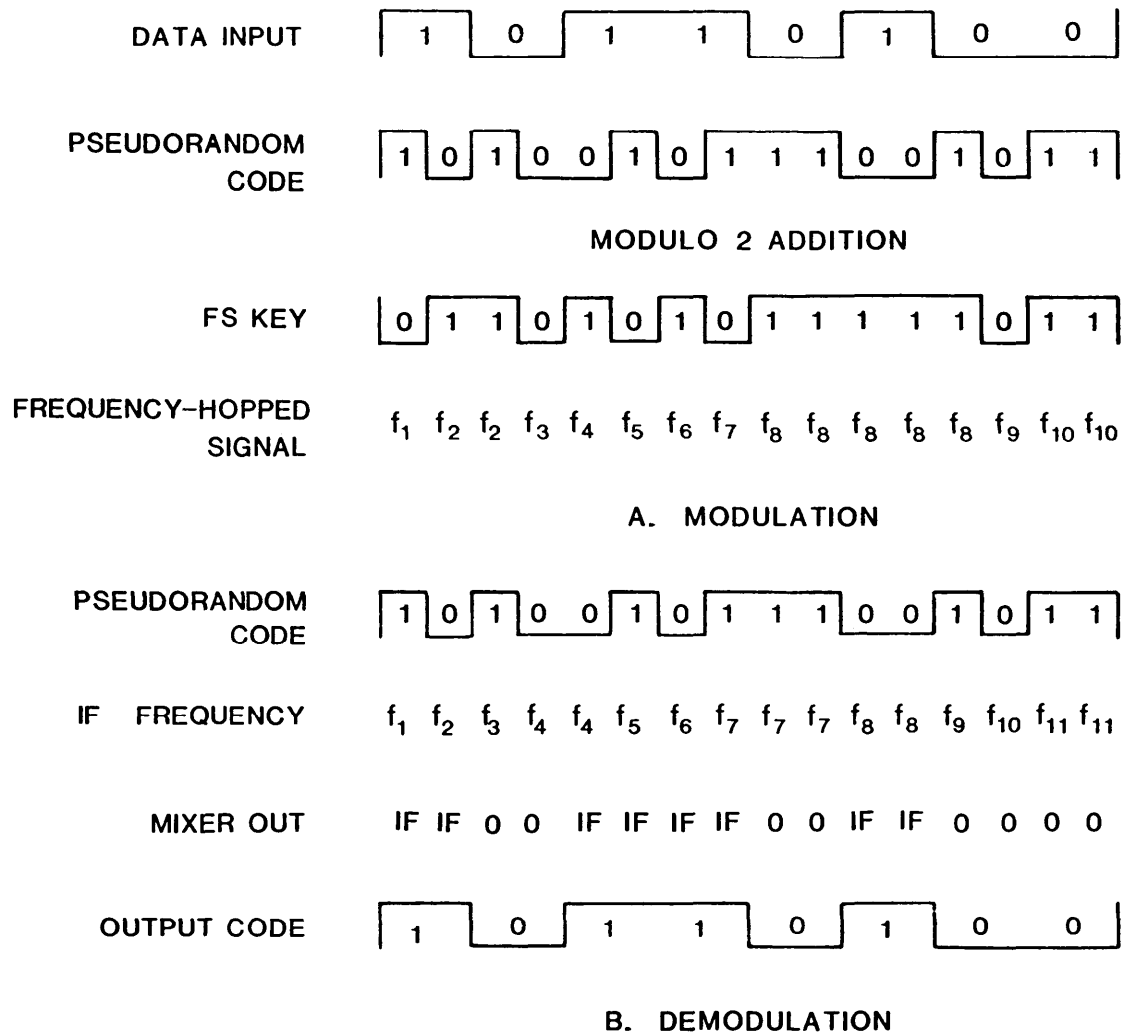 DATA INPUT 1 0 1 1 0 1 0 0
PSEUDORANDOM
CODE 1 0 1 0 0 1 0 1 1 1 0 0 1 0 1 1
MODULO 2 ADDITION
FS KEY 0 1 1 0 1 0 1 0 1 1 1 1 1 0 1 1
FREQUENCY-HOPPED
SIGNAL f₁ f₂ f₂ f₃ f₄ f₅ f₆ f₇ f₈ f₈ f₈ f₈ f₈ f₉ f₁₀ f₁₀
A. MODULATION
PSEUDORANDOM
CODE 1 0 1 0 0 1 0 1 1 1 0 0 1 0 1 1
IF FREQUENCY f₁ f₂ f₃ f₄ f₄ f₅ f₆ f₇ f₇ f₇ f₈ f₈ f₉ f₁₀ f₁₁ f₁₁
MIXER OUT IF IF 0 0 IF IF IF IF 0 0 IF IF 0 0 0 0
OUTPUT CODE 1 0 1 1 0 1 0 0
B. DEMODULATION